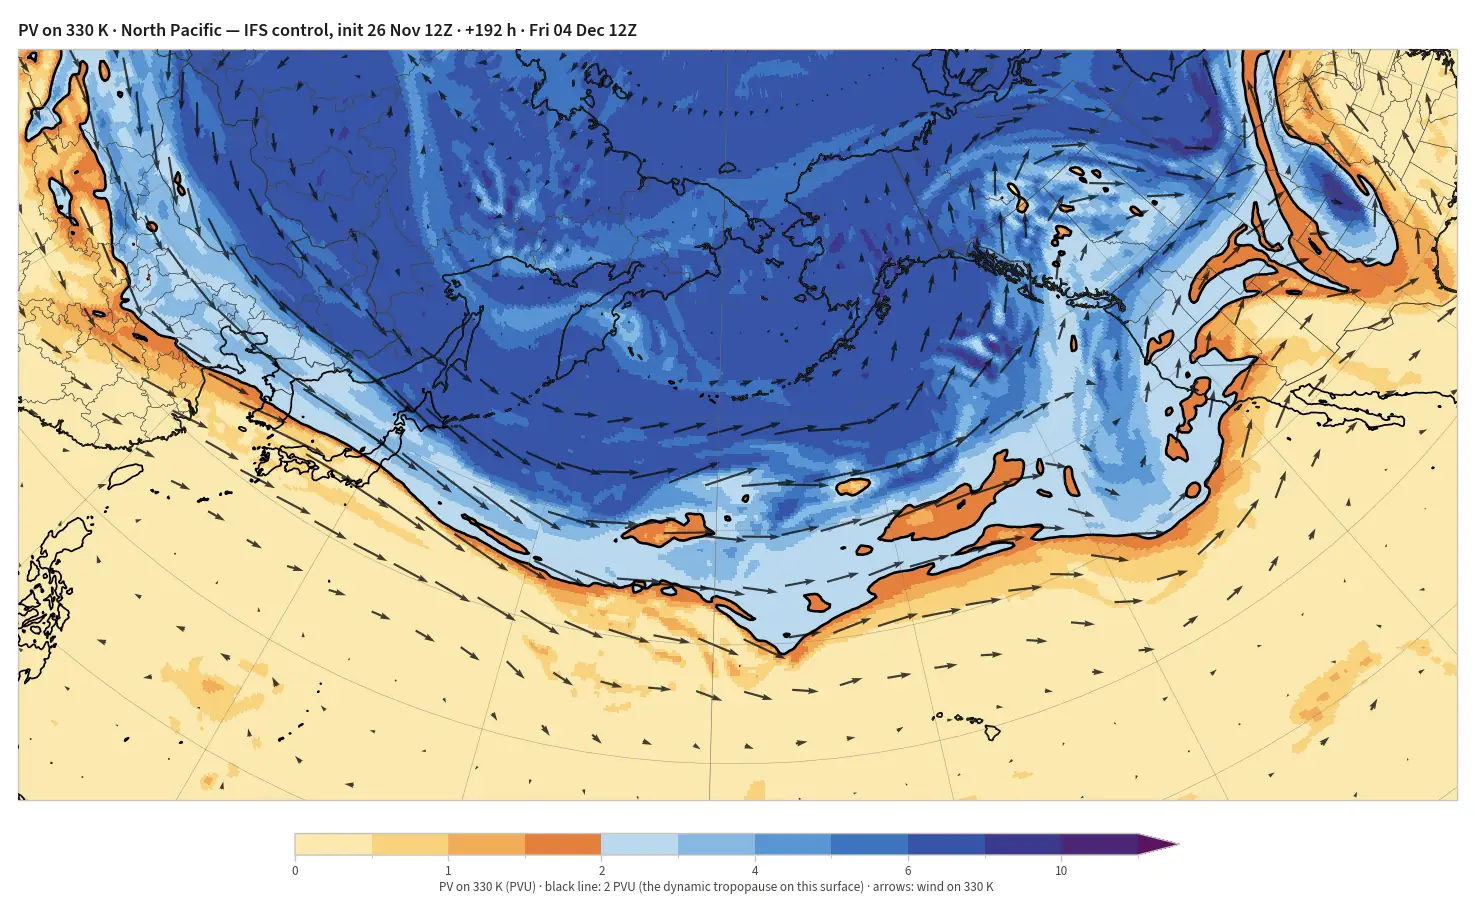 PV on 330 K · North Pacific — IFS control, init 26 Nov 12Z · +192 h · Fri 04 Dec 12Z
0 1 2 4 6 10
PV on 330 K (PVU) · black line: 2 PVU (the dynamic tropopause on this surface) · arrows: wind on 330 K